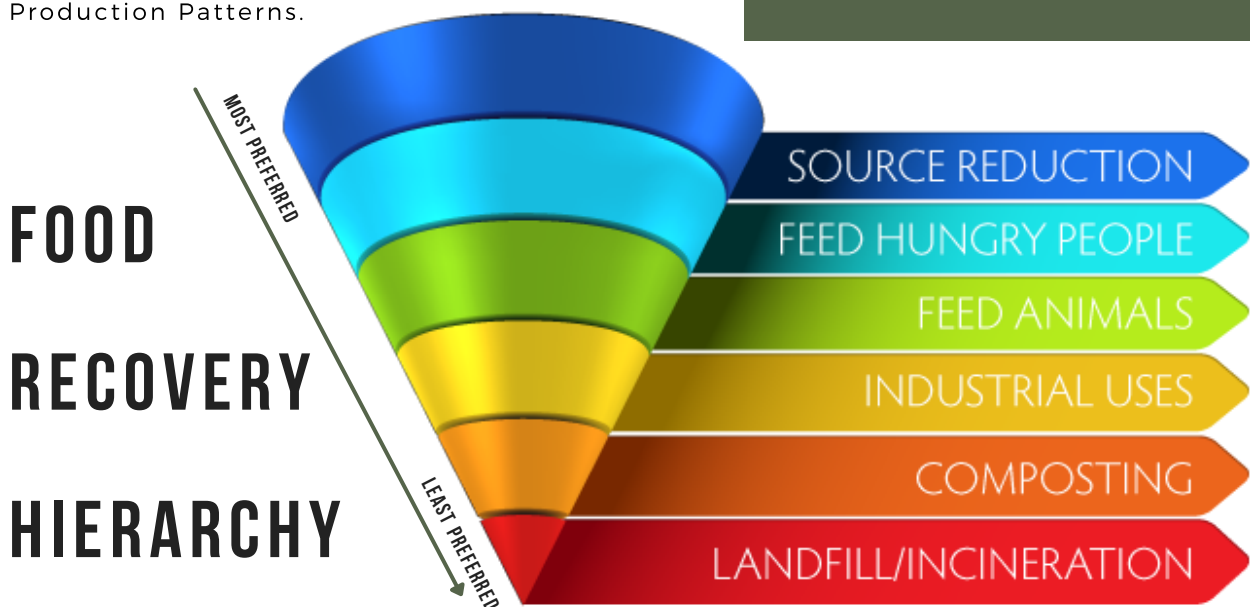 Production Patterns.
MOST PREFERRED
FOOD
RECOVERY
HIERARCHY
LEAST PREFERRED
SOURCE REDUCTION
FEED HUNGRY PEOPLE
FEED ANIMALS
INDUSTRIAL USES
COMPOSTING
LANDFILL/INCINERATION